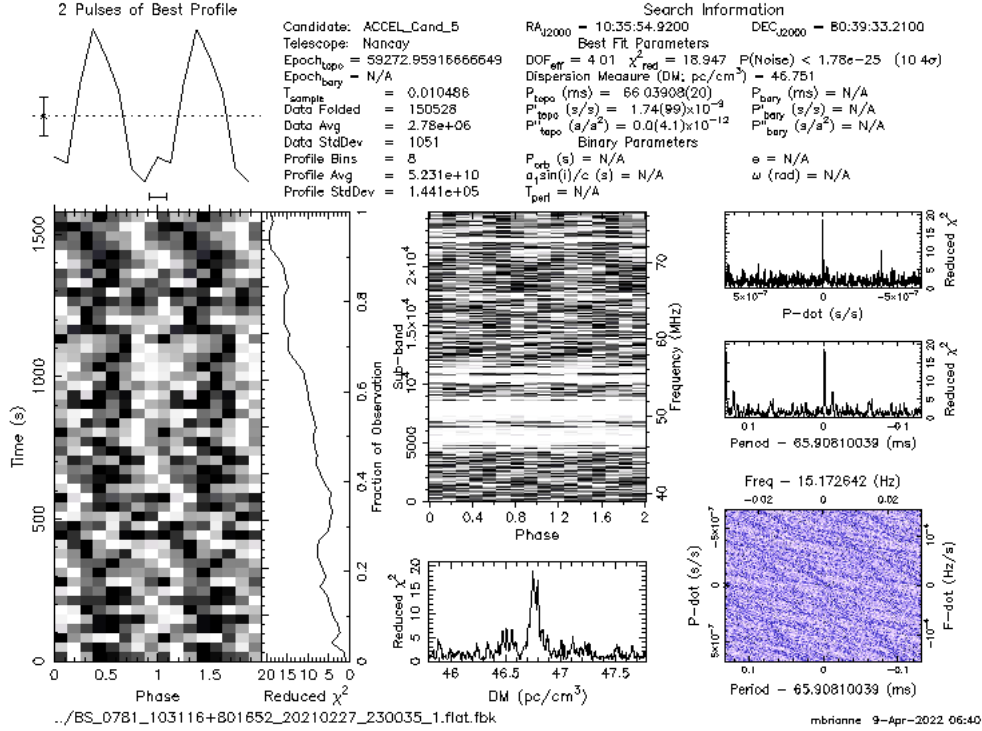 2 Pulses of Best Profile
Search Information
Candidate: ACCEL_Cand_5
RA_J2000 = 10:35:54.9200
DEC_J2000 = 80:39:33.2100
Telescope: Nancay
Best Fit Parameters
Epoch_topo = 59272.95916666649
DOF_eff = 4.01 χ²_red = 18.947 P(Noise) < 1.78e-25 (10.4σ)
Epoch_bary = N/A
Dispersion Measure (DM; pc/cm³) = 46.751
T_sample = 0.010486
P_topo (ms) = 66.03908(20)
P_bary (ms) = N/A
Data Folded = 150528
P'_topo (s/s) = 1.74(99)×10⁻⁹
P'_bary (s/s) = N/A
Data Avg = 2.78e+06
P''_topo (s/s²) = 0.0(4.1)×10⁻¹²
P''_bary (s/s²) = N/A
Data StdDev = 1051
Binary Parameters
Profile Bins = 8
P_orb (s) = N/A
e = N/A
Profile Avg = 5.231e+10
a₁sin(i)/c (s) = N/A
ω (rad) = N/A
Profile StdDev = 1.441e+05
T_peri = N/A
Time (s)
0 500 1000 1500
Phase
0 0.5 1 1.5
Reduced χ²
20 15 10 5 0
Fraction of Observation
0 0.2 0.4 0.6 0.8 1
Sub-band
0 5000 10⁴ 1.5×10⁴ 2×10⁴
Frequency (MHz)
40 50 60 70
0 0.4 0.8 1.2 1.6 2
Phase
Reduced χ²
0 5 10 15 20
46 46.5 47 47.5
DM (pc/cm³)
Reduced χ²
0 5 10 15 20
5×10⁻⁷ 0 -5×10⁻⁷
P-dot (s/s)
Reduced χ²
0 5 10 15 20
0.1 0 -0.1
Period - 65.90810039 (ms)
Freq - 15.172642 (Hz)
-0.02 0 0.02
P-dot (s/s)
-5×10⁻⁷ 0 5×10⁻⁷
F-dot (Hz/s)
10⁻⁴ 0 -10⁻⁴
0.1 0 -0.1
Period - 65.90810039 (ms)
../BS_0781_103116+801652_20210227_230035_1.flat.fbk
mbrianne 9-Apr-2022 06:40